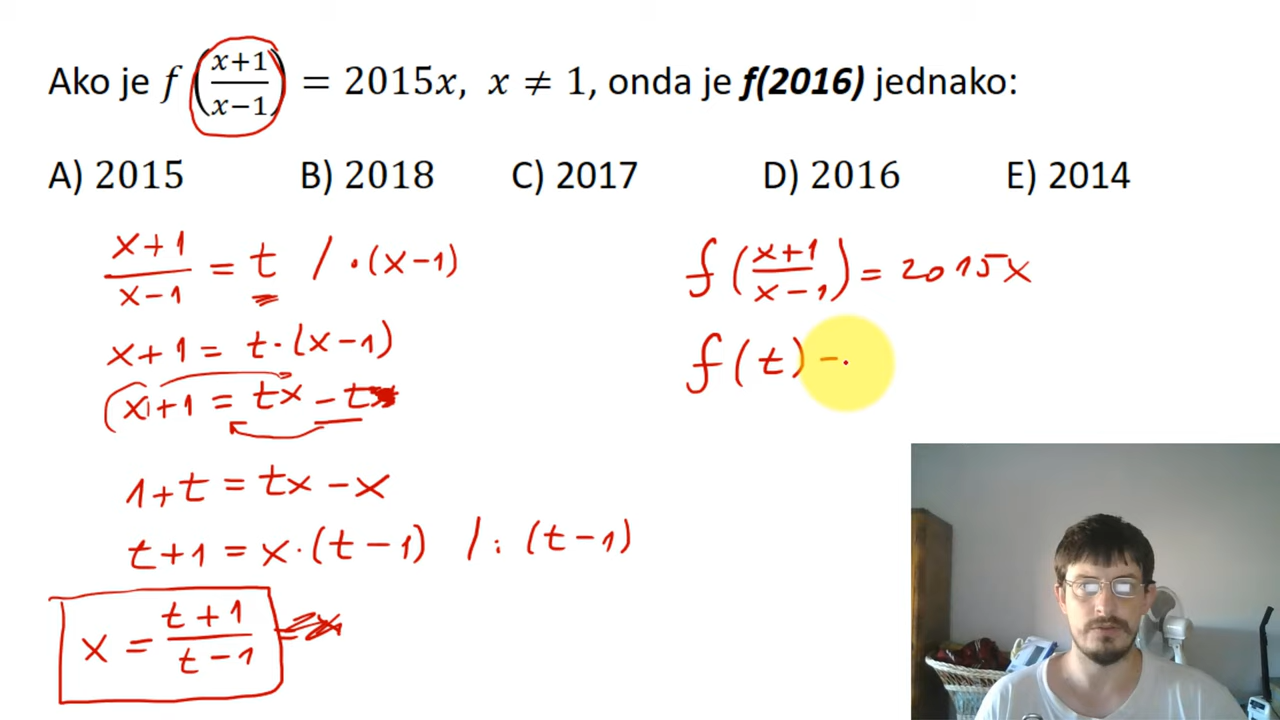 Ako je f((x+1)/(x−1)) = 2015x, x ≠ 1, onda je f(2016) jednako:
A) 2015 B) 2018 C) 2017 D) 2016 E) 2014
(x+1)/(x−1) = t / ·(x−1)
x+1 = t·(x−1)
x+1 = tx − t
1+t = tx − x
t+1 = x·(t−1) /:(t−1)
x = (t+1)/(t−1)
f((x+1)/(x−1)) = 2015x
f(t) −